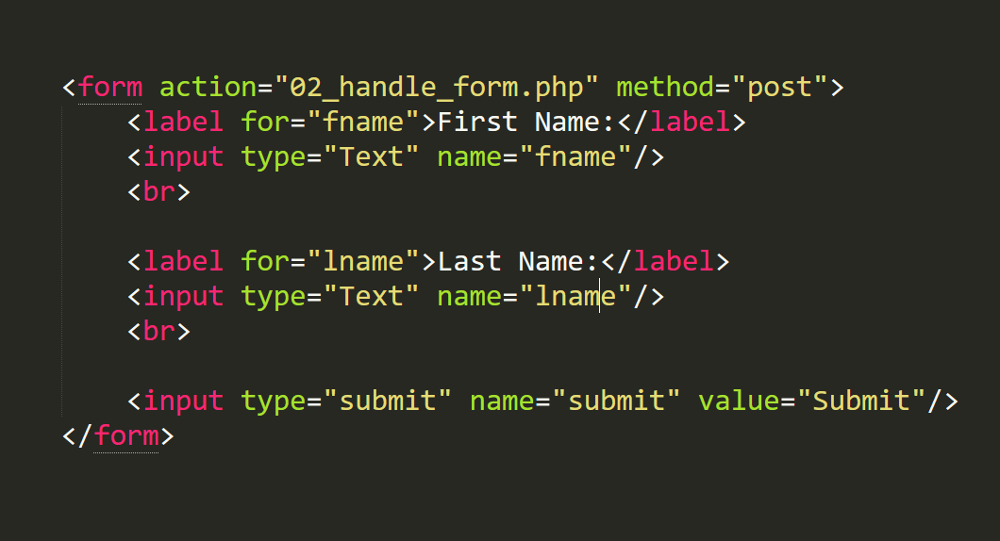 <form action="02_handle_form.php" method="post">
<label for="fname">First Name:</label>
<input type="Text" name="fname"/>
<br>
<label for="lname">Last Name:</label>
<input type="Text" name="lname"/>
<br>
<input type="submit" name="submit" value="Submit"/>
</form>